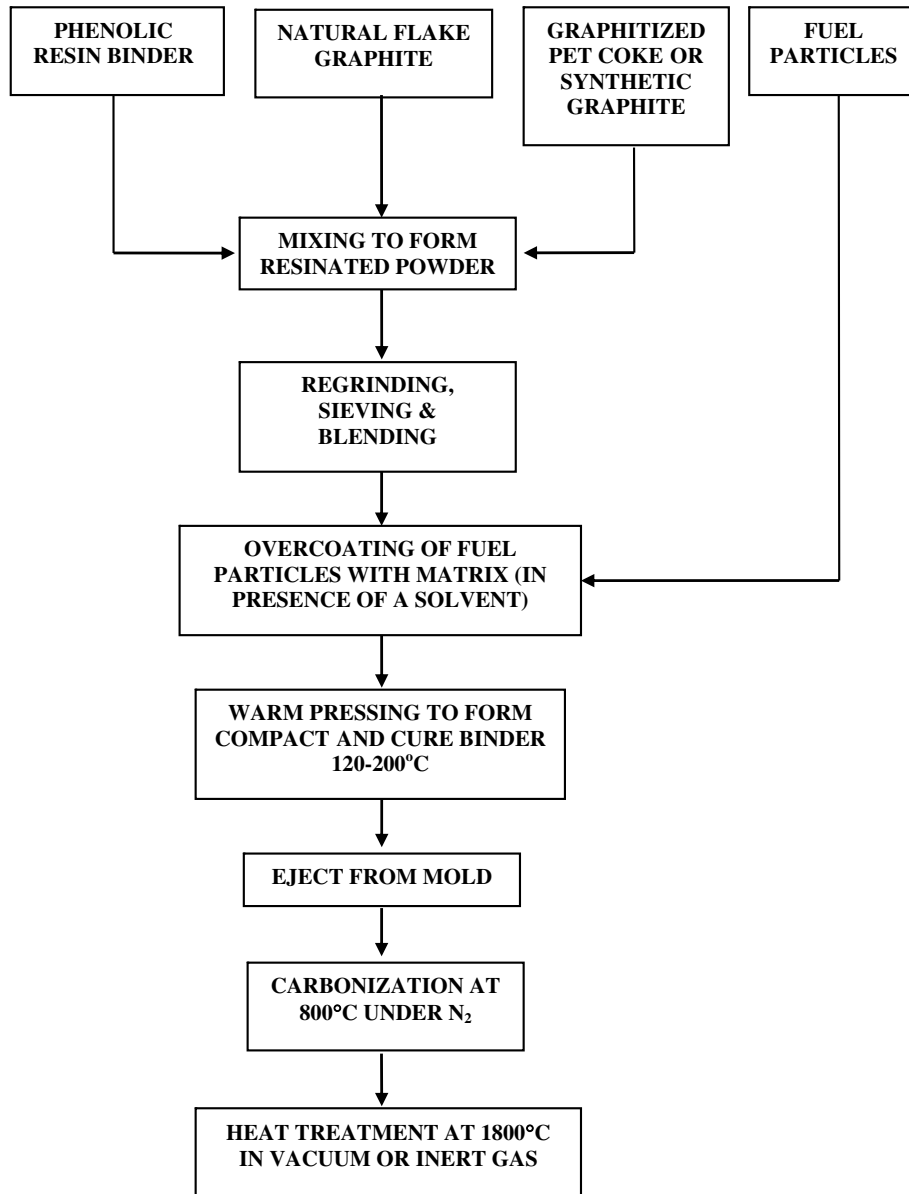 PHENOLIC
RESIN BINDER
NATURAL FLAKE
GRAPHITE
GRAPHITIZED
PET COKE OR
SYNTHETIC
GRAPHITE
FUEL
PARTICLES
MIXING TO FORM
RESINATED POWDER
REGRINDING,
SIEVING &
BLENDING
OVERCOATING OF FUEL
PARTICLES WITH MATRIX (IN
PRESENCE OF A SOLVENT)
WARM PRESSING TO FORM
COMPACT AND CURE BINDER
120-200°C
EJECT FROM MOLD
CARBONIZATION AT
800°C UNDER N₂
HEAT TREATMENT AT 1800°C
IN VACUUM OR INERT GAS